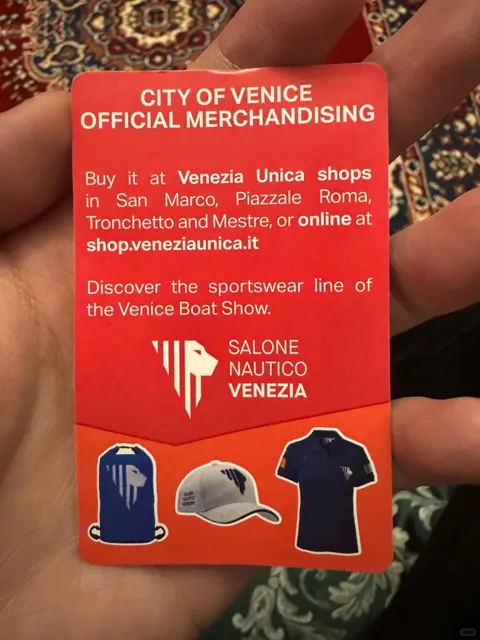 CITY OF VENICE
OFFICIAL MERCHANDISING
Buy it at Venezia Unica shops
in San Marco, Piazzale Roma,
Tronchetto and Mestre, or online at
shop.veneziaunica.it
Discover the sportswear line of
the Venice Boat Show.
SALONE
NAUTICO
VENEZIA